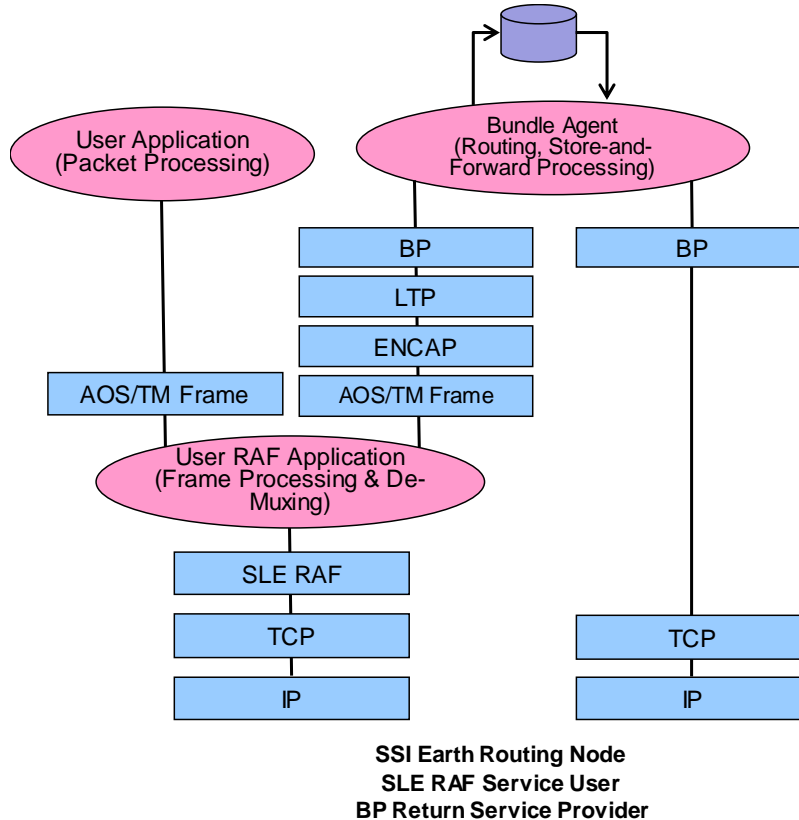 User Application
(Packet Processing)
Bundle Agent
(Routing, Store-and-
Forward Processing)
BP
BP
LTP
ENCAP
AOS/TM Frame
AOS/TM Frame
User RAF Application
(Frame Processing & De-
Muxing)
SLE RAF
TCP
TCP
IP
IP
SSI Earth Routing Node
SLE RAF Service User
BP Return Service Provider